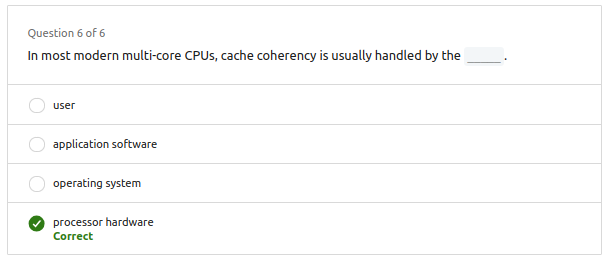 Question 6 of 6
In most modern multi-core CPUs, cache coherency is usually handled by the _____ .
user
application software
operating system
processor hardware
Correct